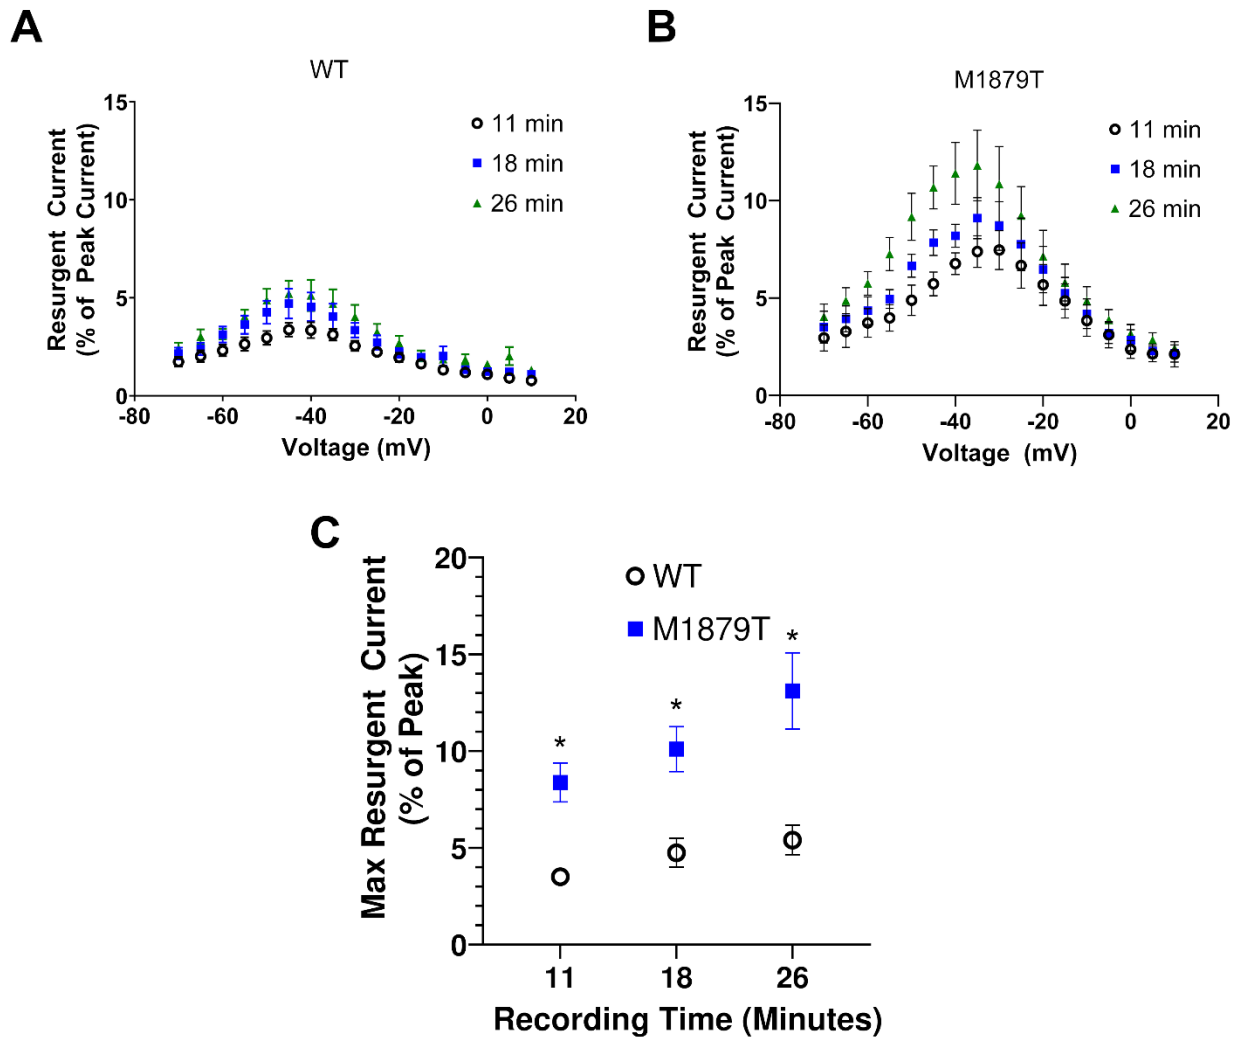 A
WT
Resurgent Current
(% of Peak Current)
15
10
5
0
11 min
18 min
26 min
-80 -60 -40 -20 0 20
Voltage (mV)
B
M1879T
Resurgent Current
(% of Peak Current)
15
10
5
0
11 min
18 min
26 min
-80 -60 -40 -20 0 20
Voltage (mV)
C
Max Resurgent Current
(% of Peak)
20
15
10
5
0
WT
M1879T
*
*
*
11 18 26
Recording Time (Minutes)